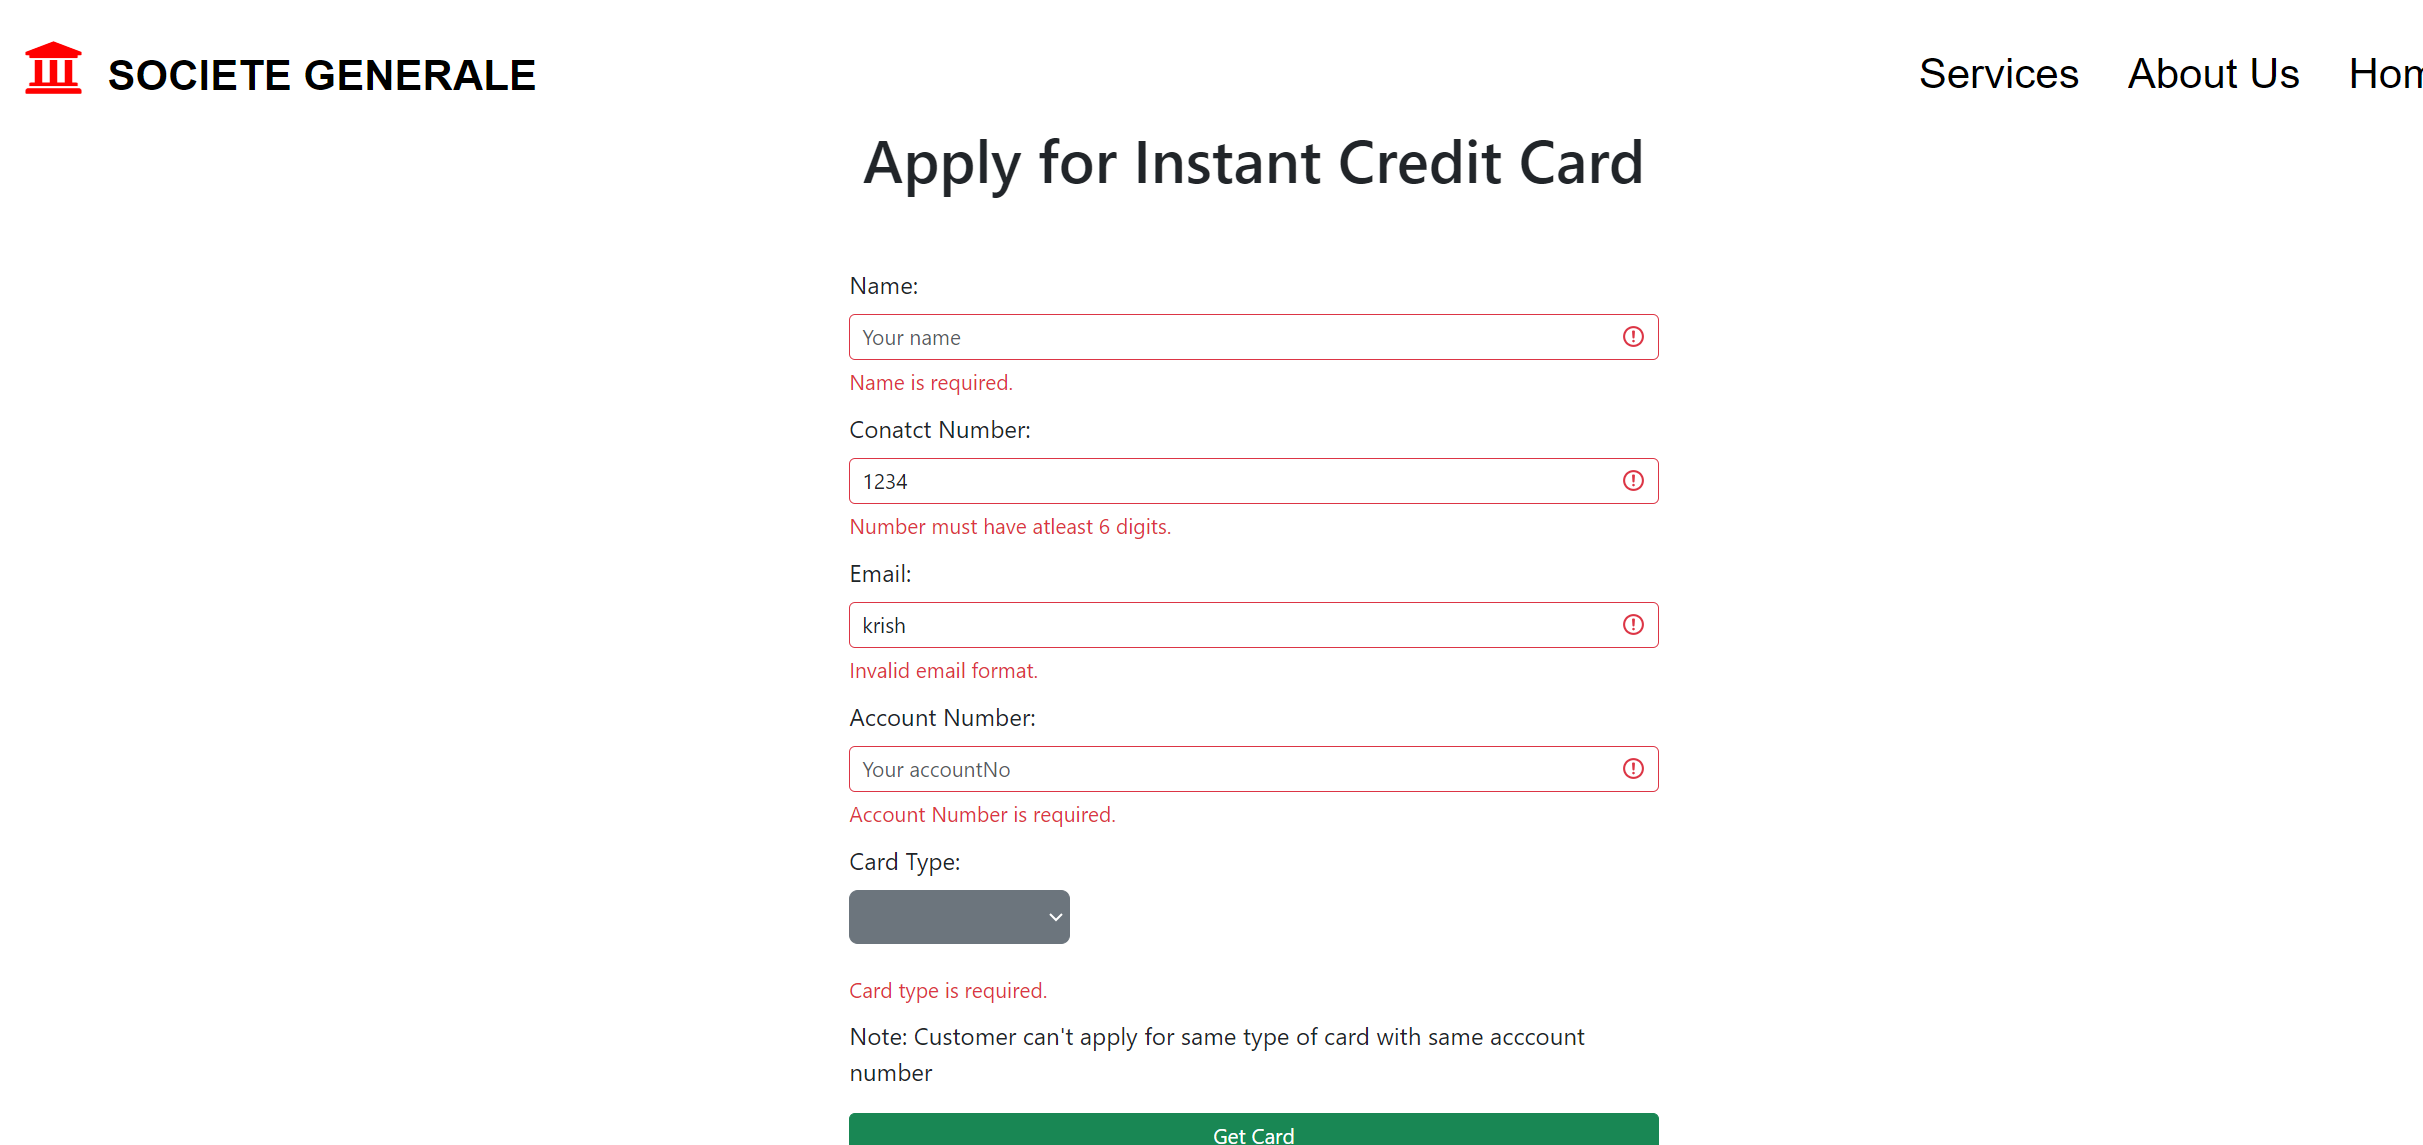 SOCIETE GENERALE
Services About Us Hom
Apply for Instant Credit Card
Name:
Your name
Name is required.
Conatct Number:
1234
Number must have atleast 6 digits.
Email:
krish
Invalid email format.
Account Number:
Your accountNo
Account Number is required.
Card Type:
Card type is required.
Note: Customer can't apply for same type of card with same acccount
number
Get Card